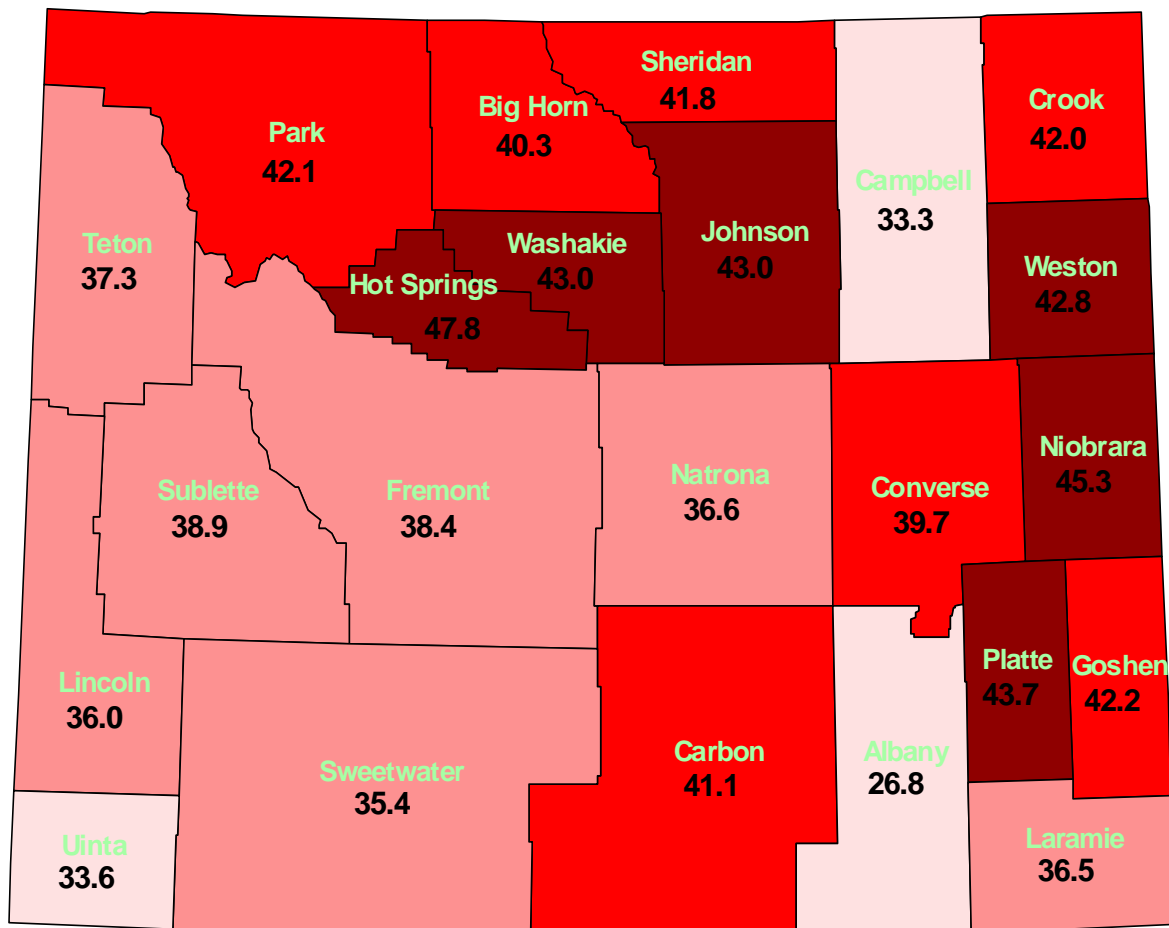 Sheridan
41.8
Big Horn
40.3
Crook
42.0
Park
42.1
Campbell
33.3
Teton
37.3
Washakie
43.0
Johnson
43.0
Weston
42.8
Hot Springs
47.8
Niobrara
45.3
Sublette
38.9
Fremont
38.4
Natrona
36.6
Converse
39.7
Lincoln
36.0
Platte
43.7
Goshen
42.2
Sweetwater
35.4
Carbon
41.1
Albany
26.8
Uinta
33.6
Laramie
36.5